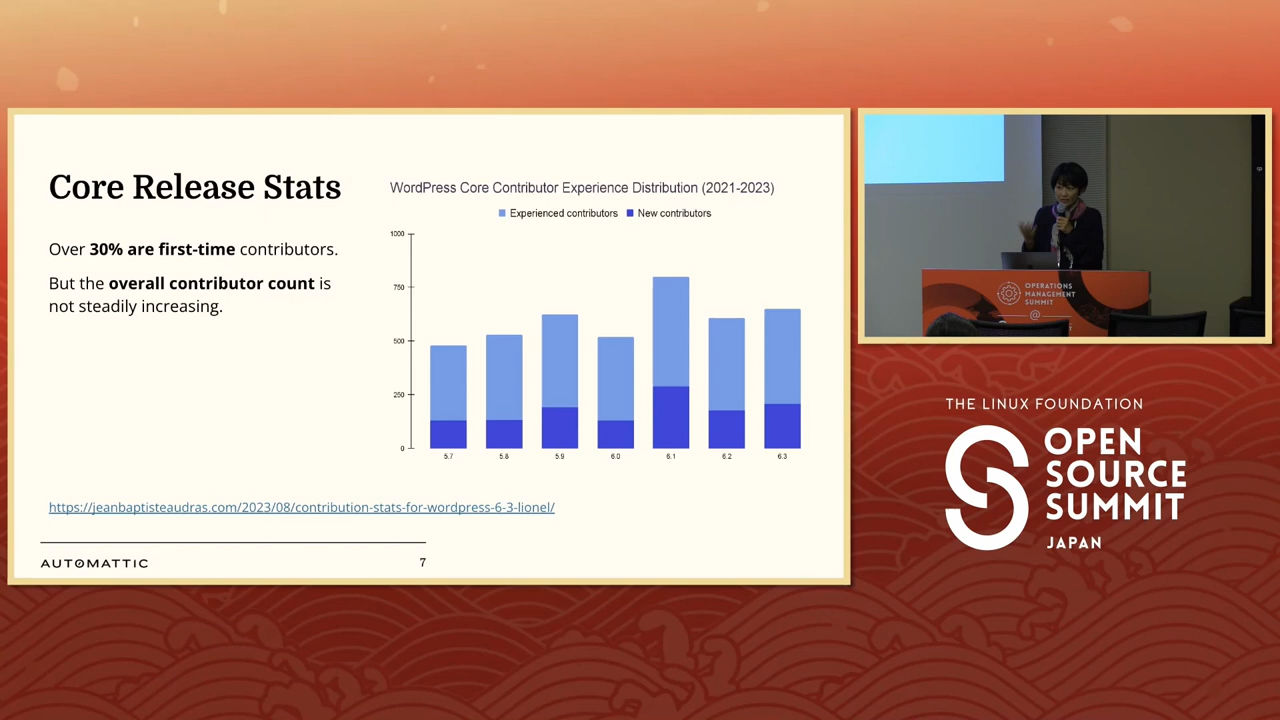 Core Release Stats
Over 30% are first-time contributors.
But the overall contributor count is
not steadily increasing.
WordPress Core Contributor Experience Distribution (2021-2023)
Experienced contributors
New contributors
1000
750
500
250
0
5.7
5.8
5.9
6.0
6.1
6.2
6.3
https://jeanbaptisteaudras.com/2023/08/contribution-stats-for-wordpress-6-3-lionel/
AUTOMATTIC
7
OPERATIONS
MANAGEMENT
SUMMIT
@
THE LINUX FOUNDATION
OPEN
SOURCE
SUMMIT
JAPAN